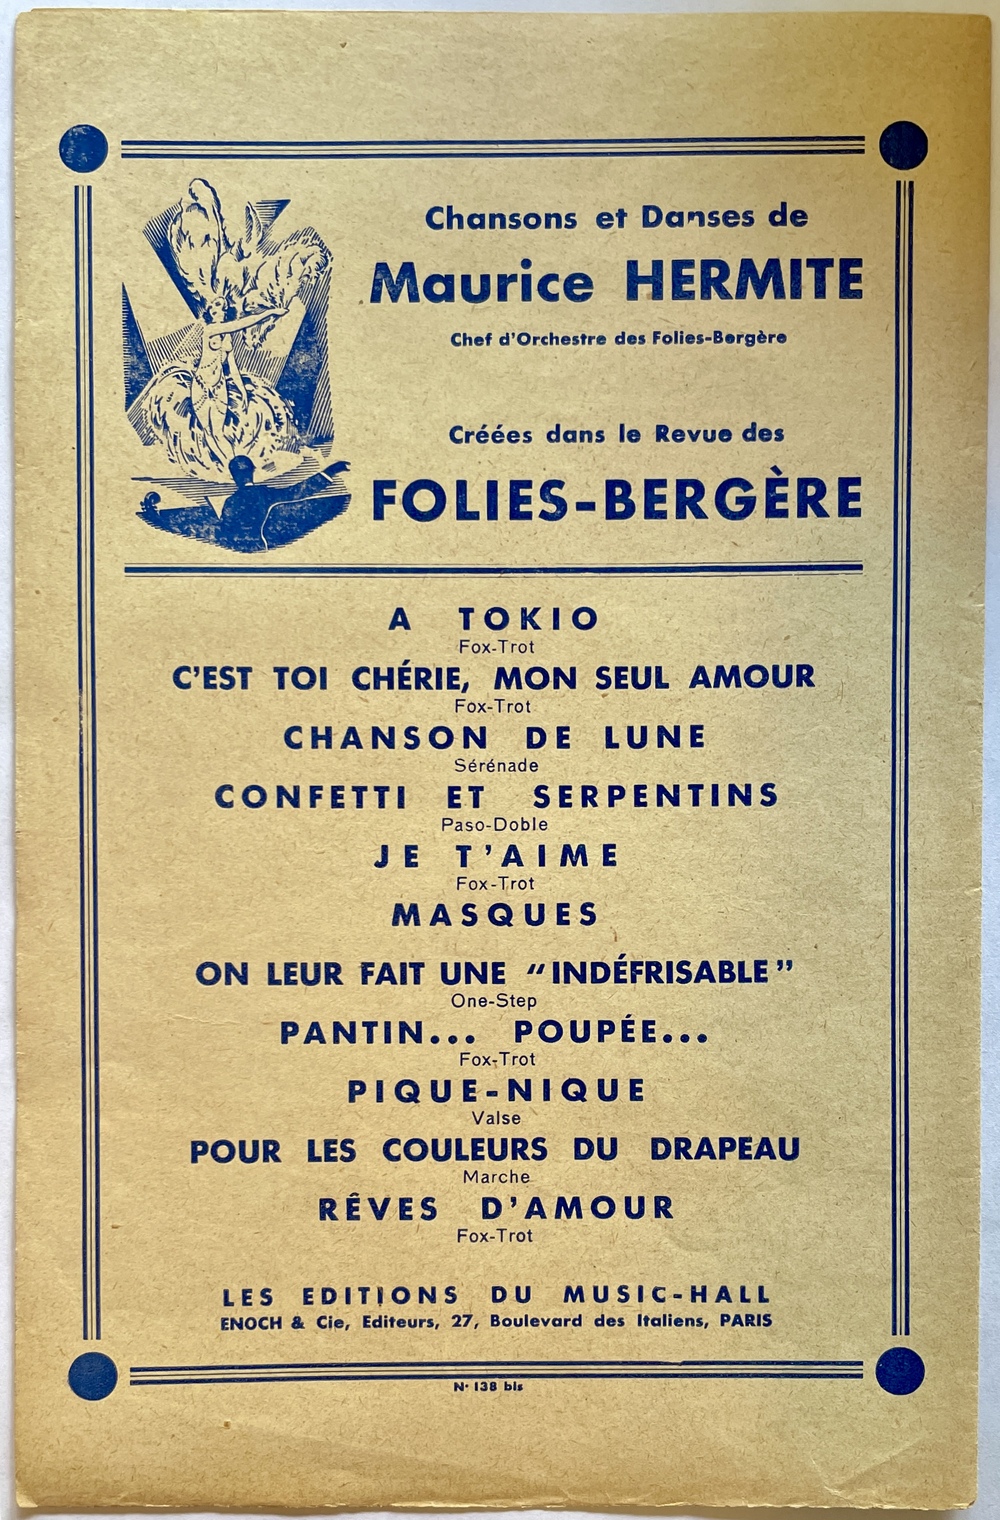 Chansons et Danses de
Maurice HERMITE
Chef d'Orchestre des Folies-Bergère
Créées dans le Revue des
FOLIES-BERGÈRE
A TOKIO
Fox-Trot
C'EST TOI CHÉRIE, MON SEUL AMOUR
Fox-Trot
CHANSON DE LUNE
Sérénade
CONFETTI ET SERPENTINS
Paso-Doble
JE T'AIME
Fox-Trot
MASQUES
ON LEUR FAIT UNE “INDÉFRISABLE”
One-Step
PANTIN... POUPÉE...
Fox-Trot
PIQUE-NIQUE
Valse
POUR LES COULEURS DU DRAPEAU
Marche
RÊVES D'AMOUR
Fox-Trot
LES EDITIONS DU MUSIC-HALL
ENOCH & Cie, Editeurs, 27, Boulevard des Italiens, PARIS
N• 138 bis